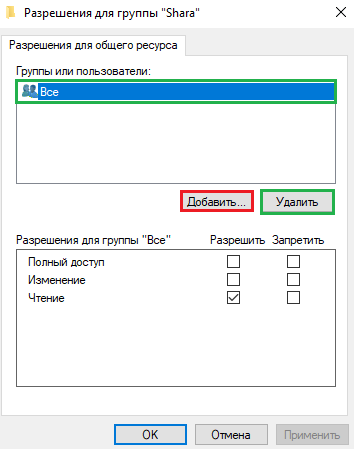 Разрешения для группы "Shara"
Разрешения для общего ресурса
Группы или пользователи:
Все
Добавить...
Удалить
Разрешения для группы "Все" Разрешить Запретить
Полный доступ
Изменение
Чтение
OK Отмена Применить